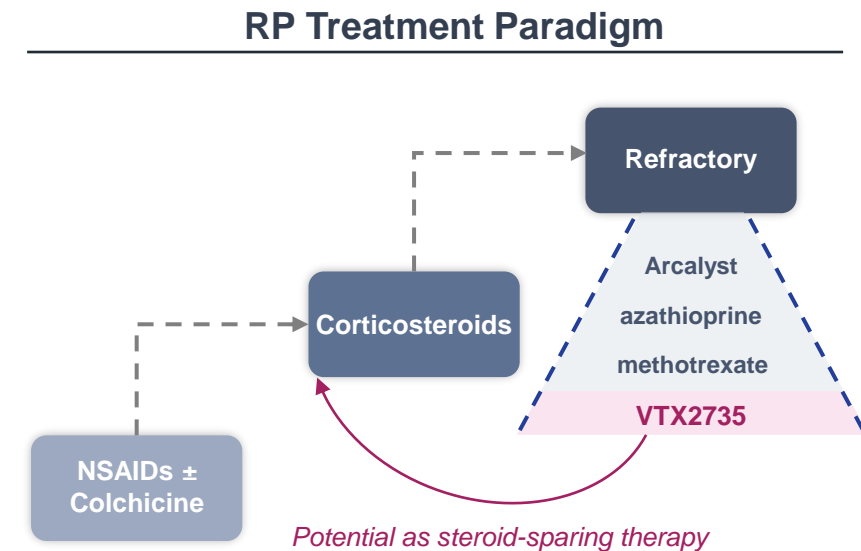 RP Treatment Paradigm
Refractory
Arcalyst
azathioprine
methotrexate
VTX2735
Corticosteroids
NSAIDs ±
Colchicine
Potential as steroid-sparing therapy